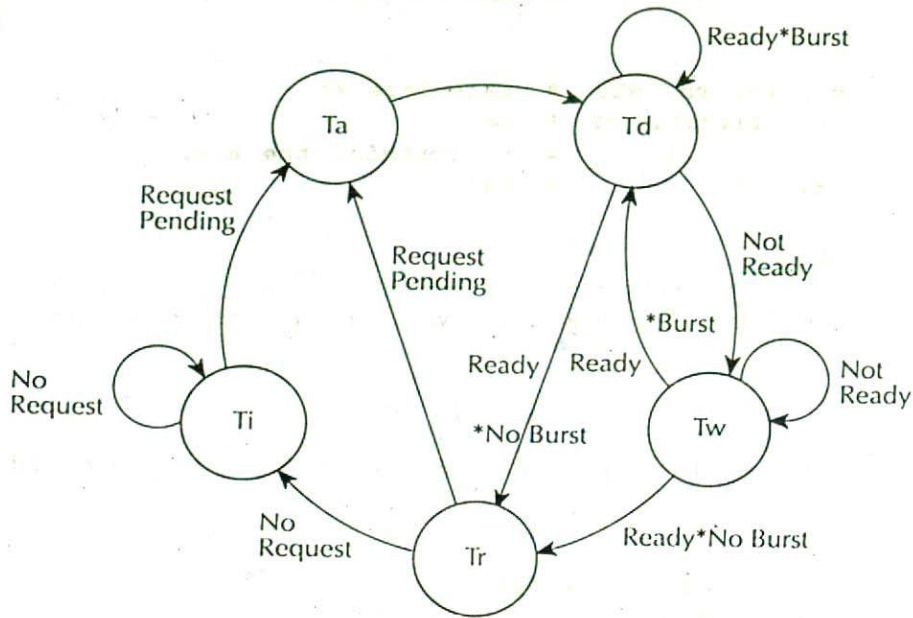 Ready*Burst
Ta
Td
Request
Pending
Request
Pending
Not
Ready
*Burst
Ready
Ready
No
Request
Not
Ready
Ti
Tw
*No Burst
No
Request
Ready*No Burst
Tr